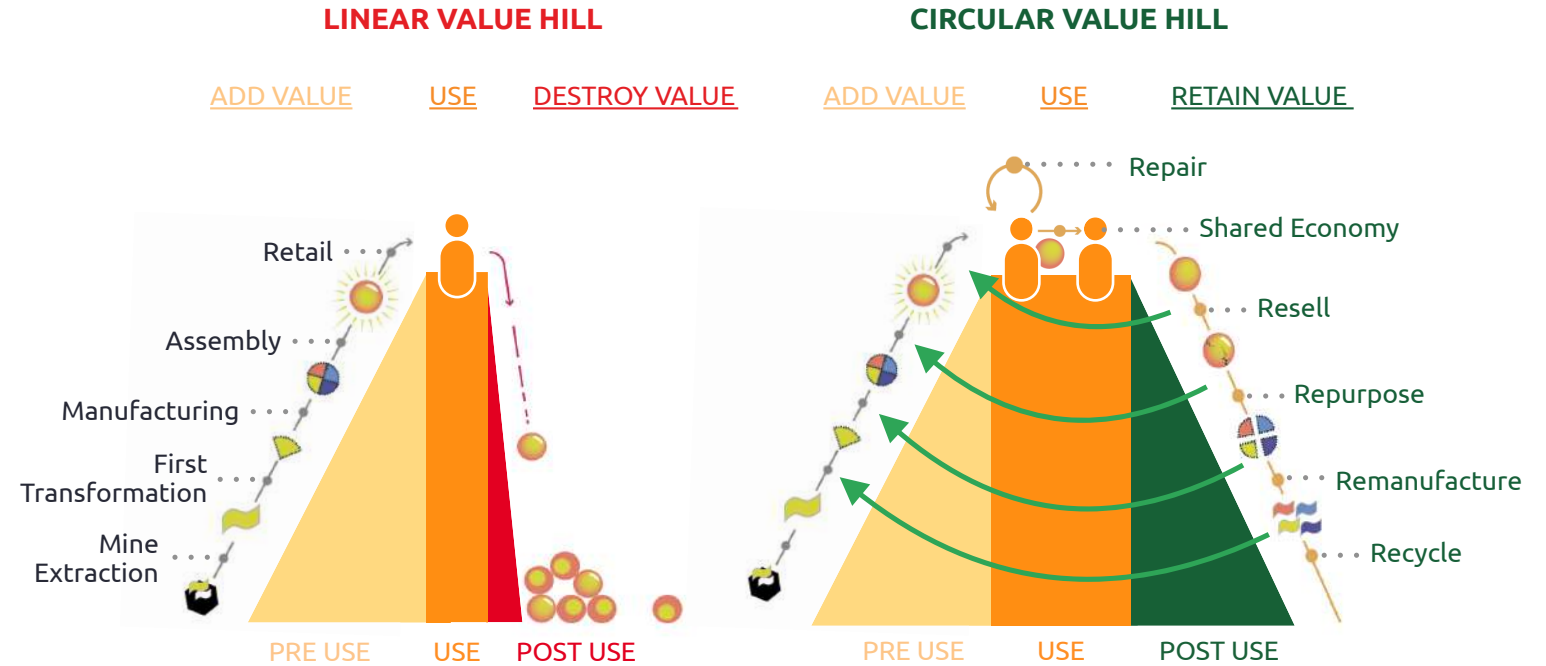 LINEAR VALUE HILL
ADD VALUE
USE
DESTROY VALUE
Retail
Assembly
Manufacturing
First
Transformation
Mine
Extraction
PRE USE
USE
POST USE
CIRCULAR VALUE HILL
ADD VALUE
USE
RETAIN VALUE
Repair
Shared Economy
Resell
Repurpose
Remanufacture
Recycle
PRE USE
USE
POST USE